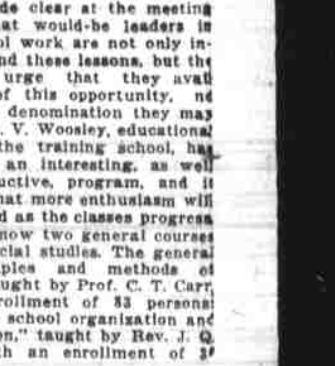 de clear at the meeting
at would-be leaders in
ol work are not only in-
nd these lessons, but the
urge that they avail
of this opportunity, no
denomination they may
. V. Woosley, educational
the training school, has
an interesting, as well
uctive, program, and it
hat more enthusiasm will
d as the classes progress
now two general courses
cial studies. The general
ples and methods of
ught by Prof. C. T. Carr,
rollment of 83 persons
school organization and
on," taught by Rev. J. Q.
th an enrollment of